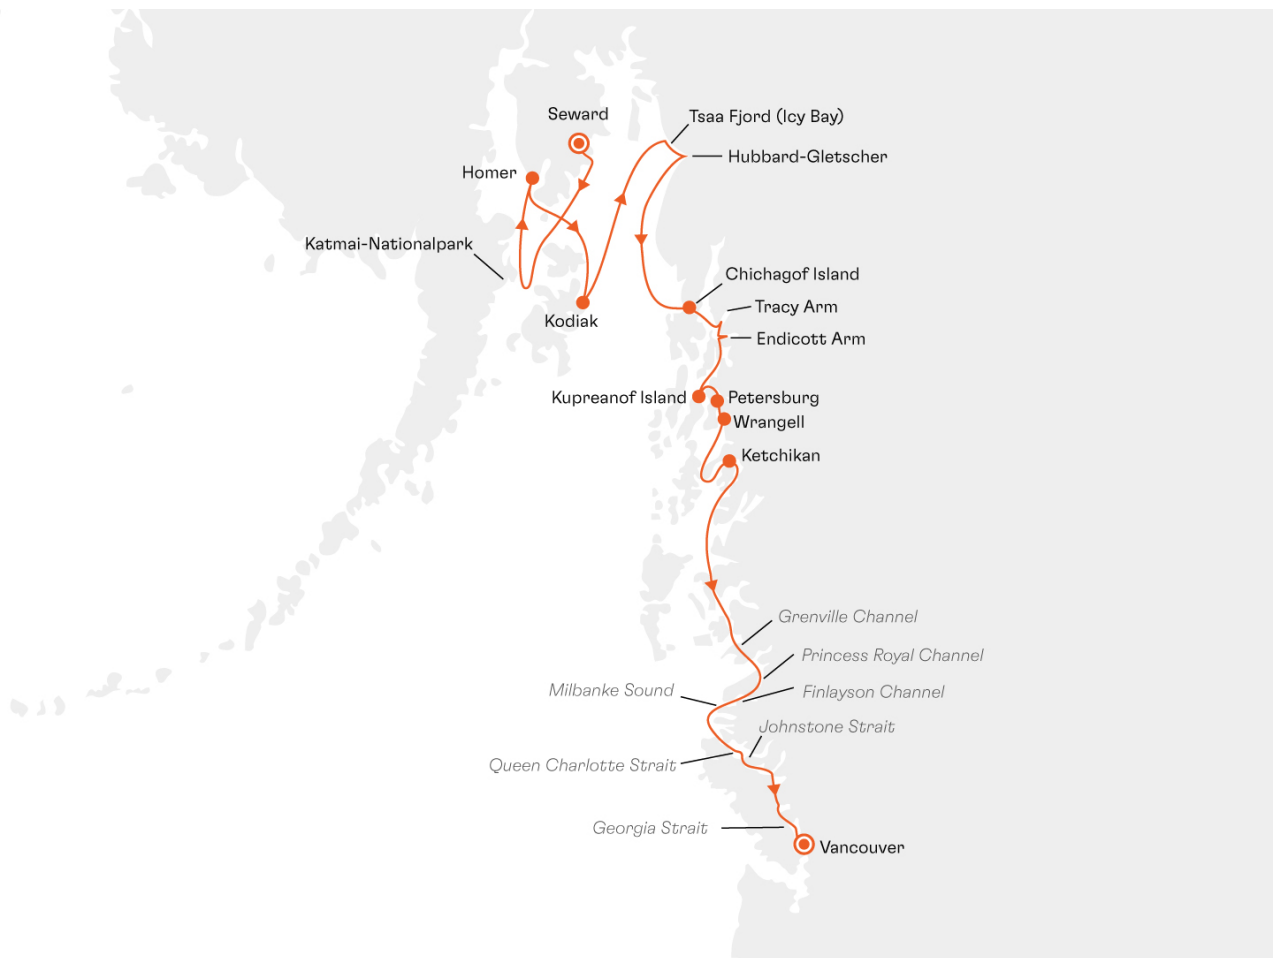 Seward
Tsaa Fjord (Icy Bay)
Hubbard-Gletscher
Homer
Katmai-Nationalpark
Chichagof Island
Tracy Arm
Kodiak
Endicott Arm
Kupreanof Island
Petersburg
Wrangell
Ketchikan
Grenville Channel
Princess Royal Channel
Milbanke Sound
Finlayson Channel
Johnstone Strait
Queen Charlotte Strait
Georgia Strait
Vancouver